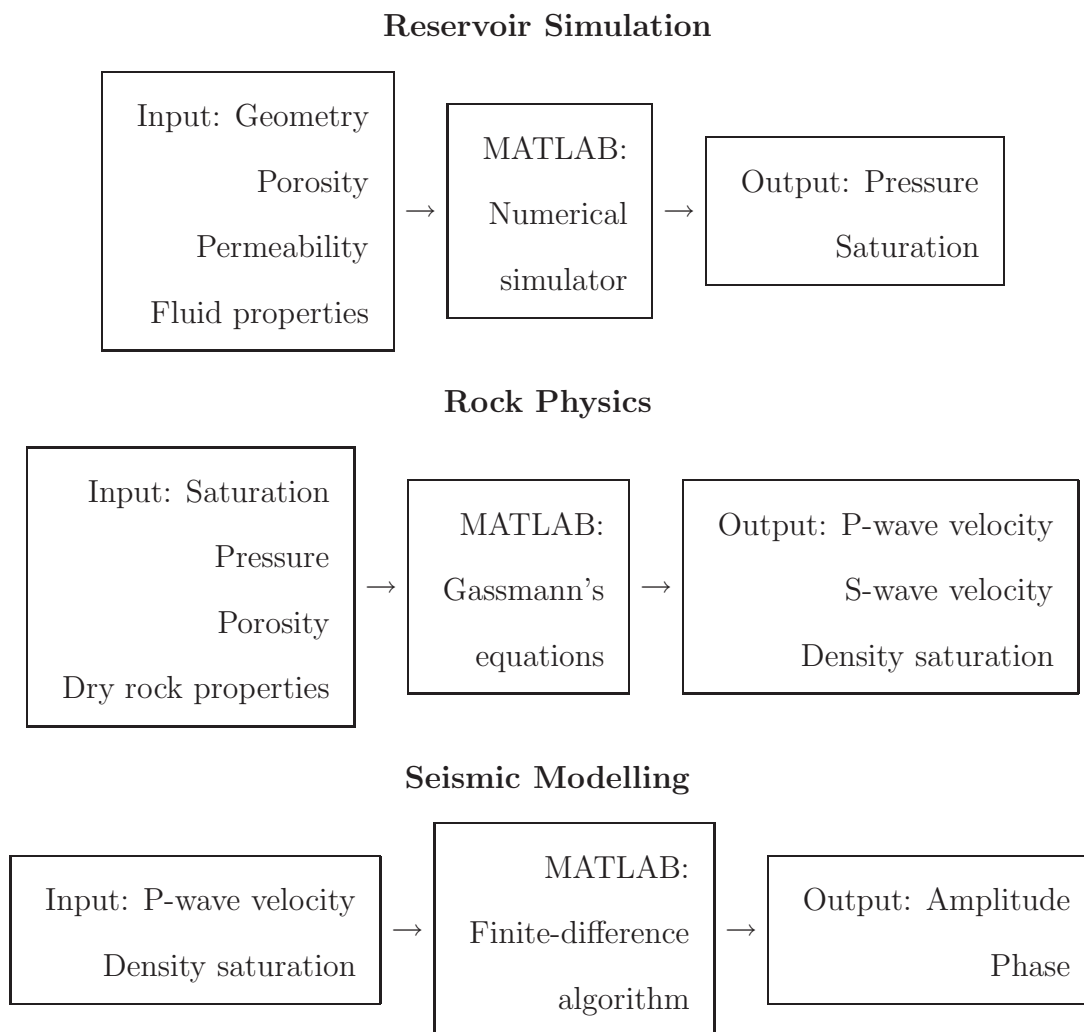 Reservoir Simulation
Input: Geometry
Porosity
Permeability
Fluid properties
→
MATLAB:
Numerical
simulator
→
Output: Pressure
Saturation
Rock Physics
Input: Saturation
Pressure
Porosity
Dry rock properties
→
MATLAB:
Gassmann's
equations
→
Output: P-wave velocity
S-wave velocity
Density saturation
Seismic Modelling
Input: P-wave velocity
Density saturation
→
MATLAB:
Finite-difference
algorithm
→
Output: Amplitude
Phase